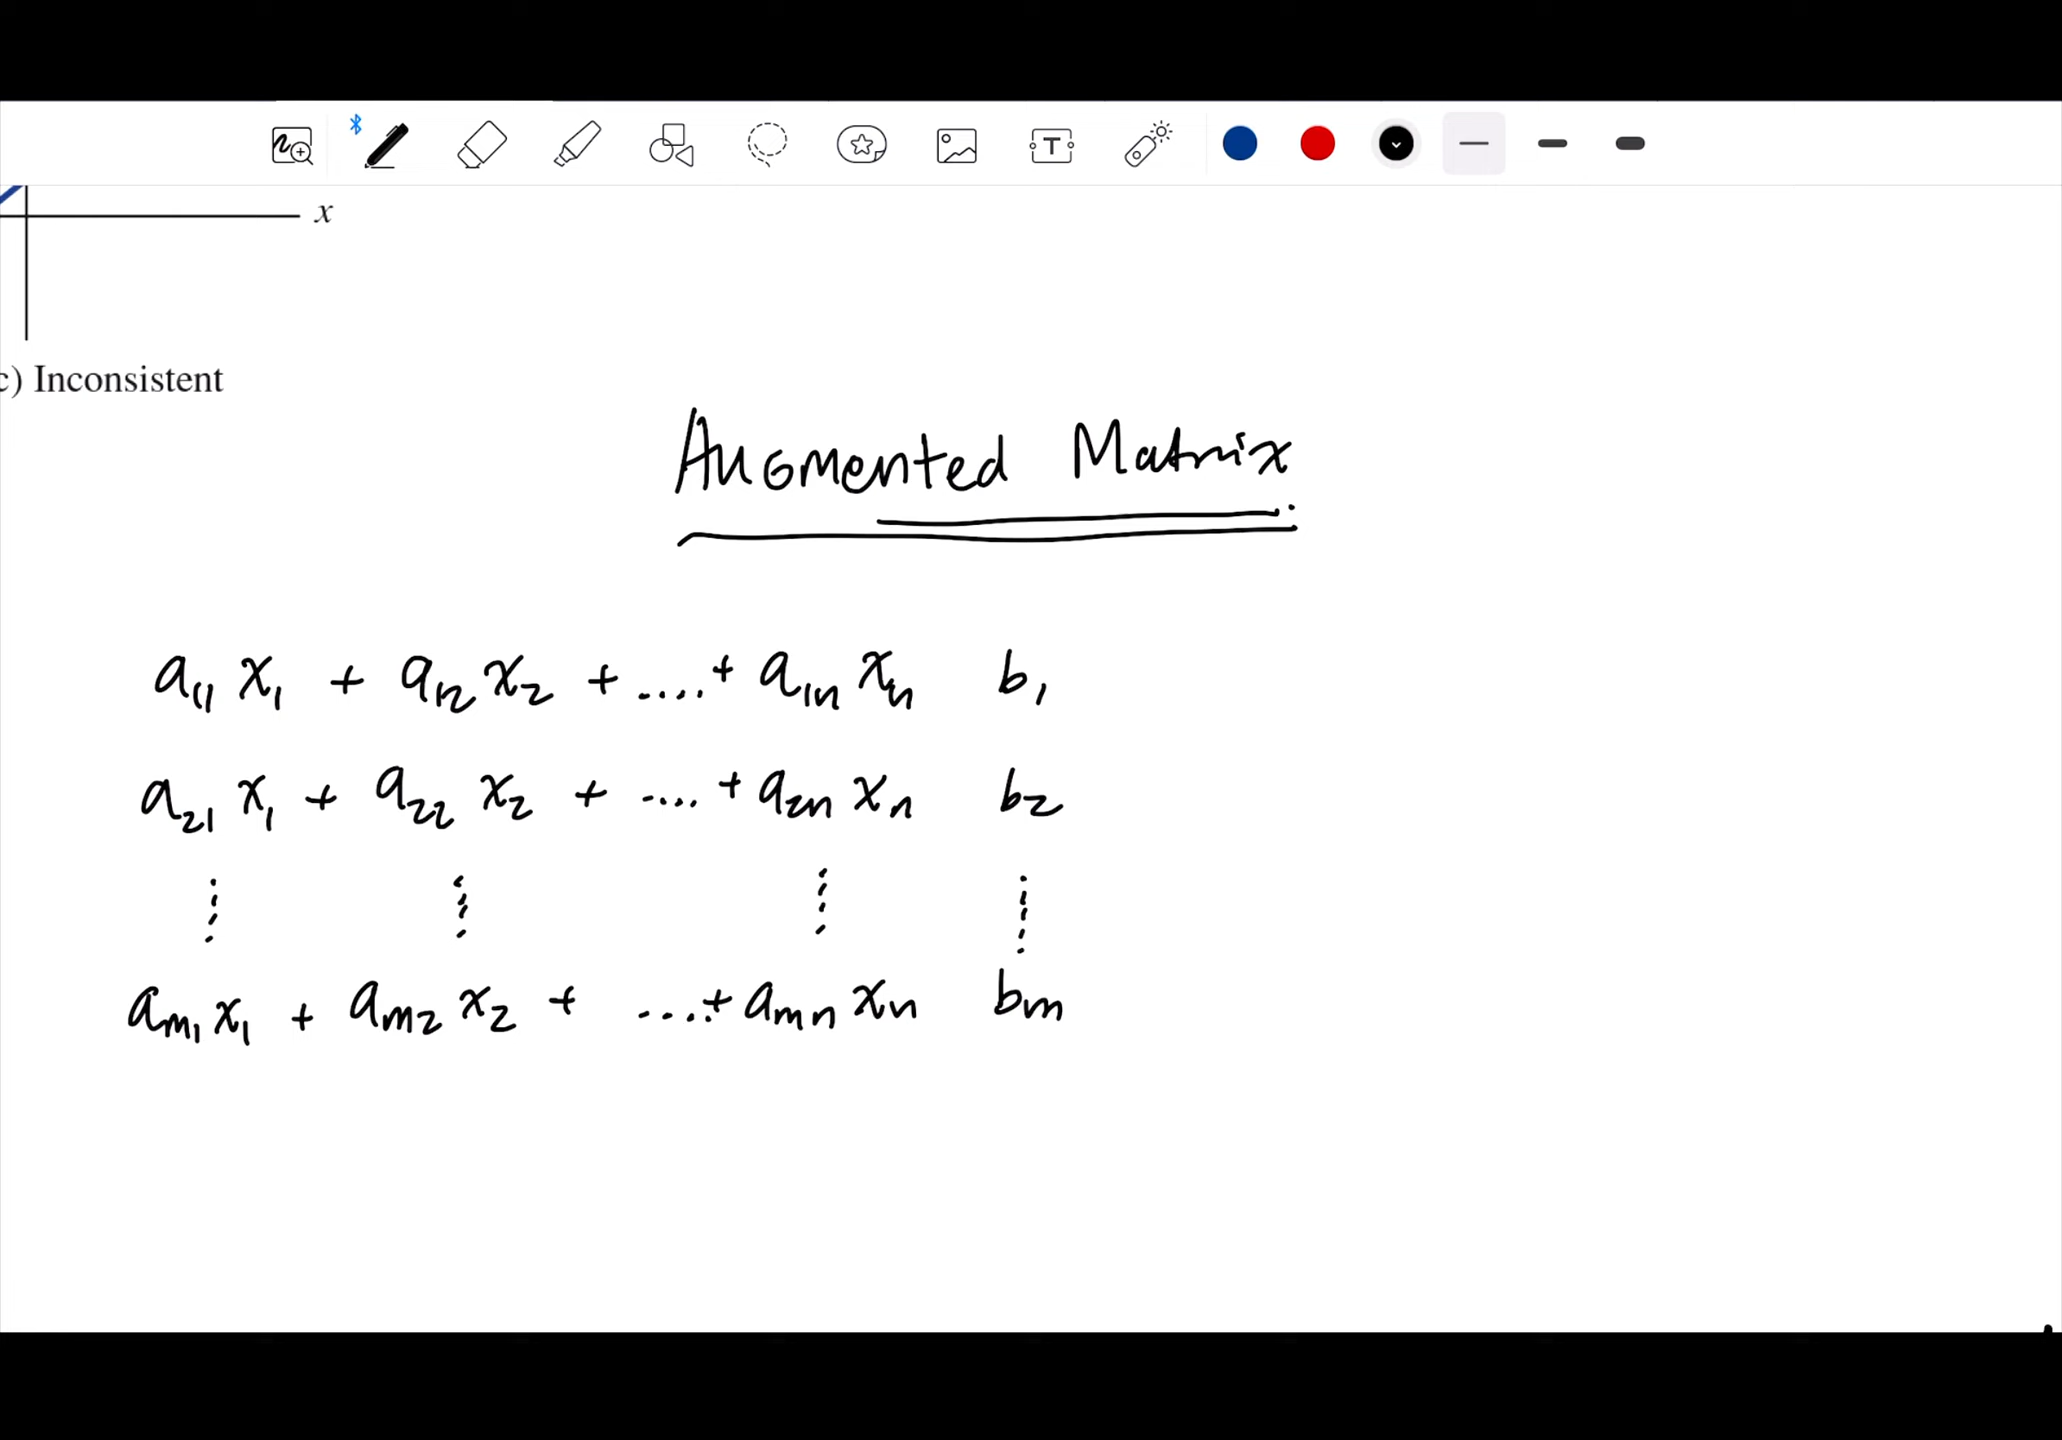 x
c) Inconsistent
Augmented Matrix
a₁₁ x₁ + a₁₂ x₂ + ....+ a₁ₙ xₙ b₁
a₂₁ x₁ + a₂₂ x₂ + ....+ a₂ₙ xₙ b₂
aₘ₁ x₁ + aₘ₂ x₂ + ....+ aₘₙ xₙ bₘ